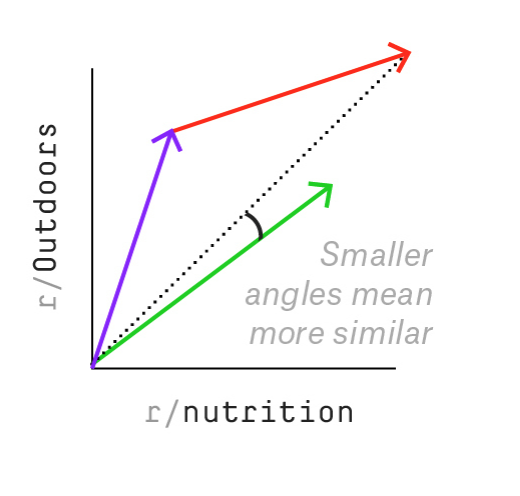 r/Outdoors
Smaller
angles mean
more similar
r/nutrition